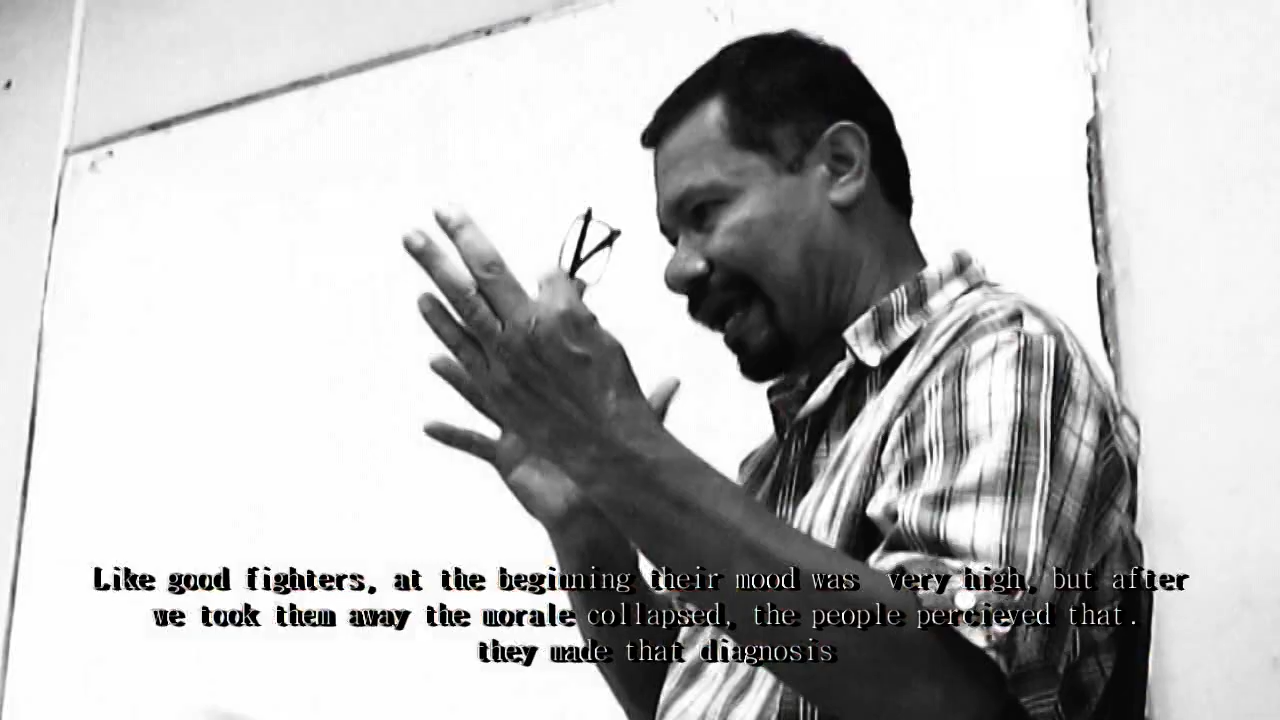 Like good fighters, at the beginning their mood was very high, but after
we took them away the morale collapsed, the people percieved that.
they made that diagnosis